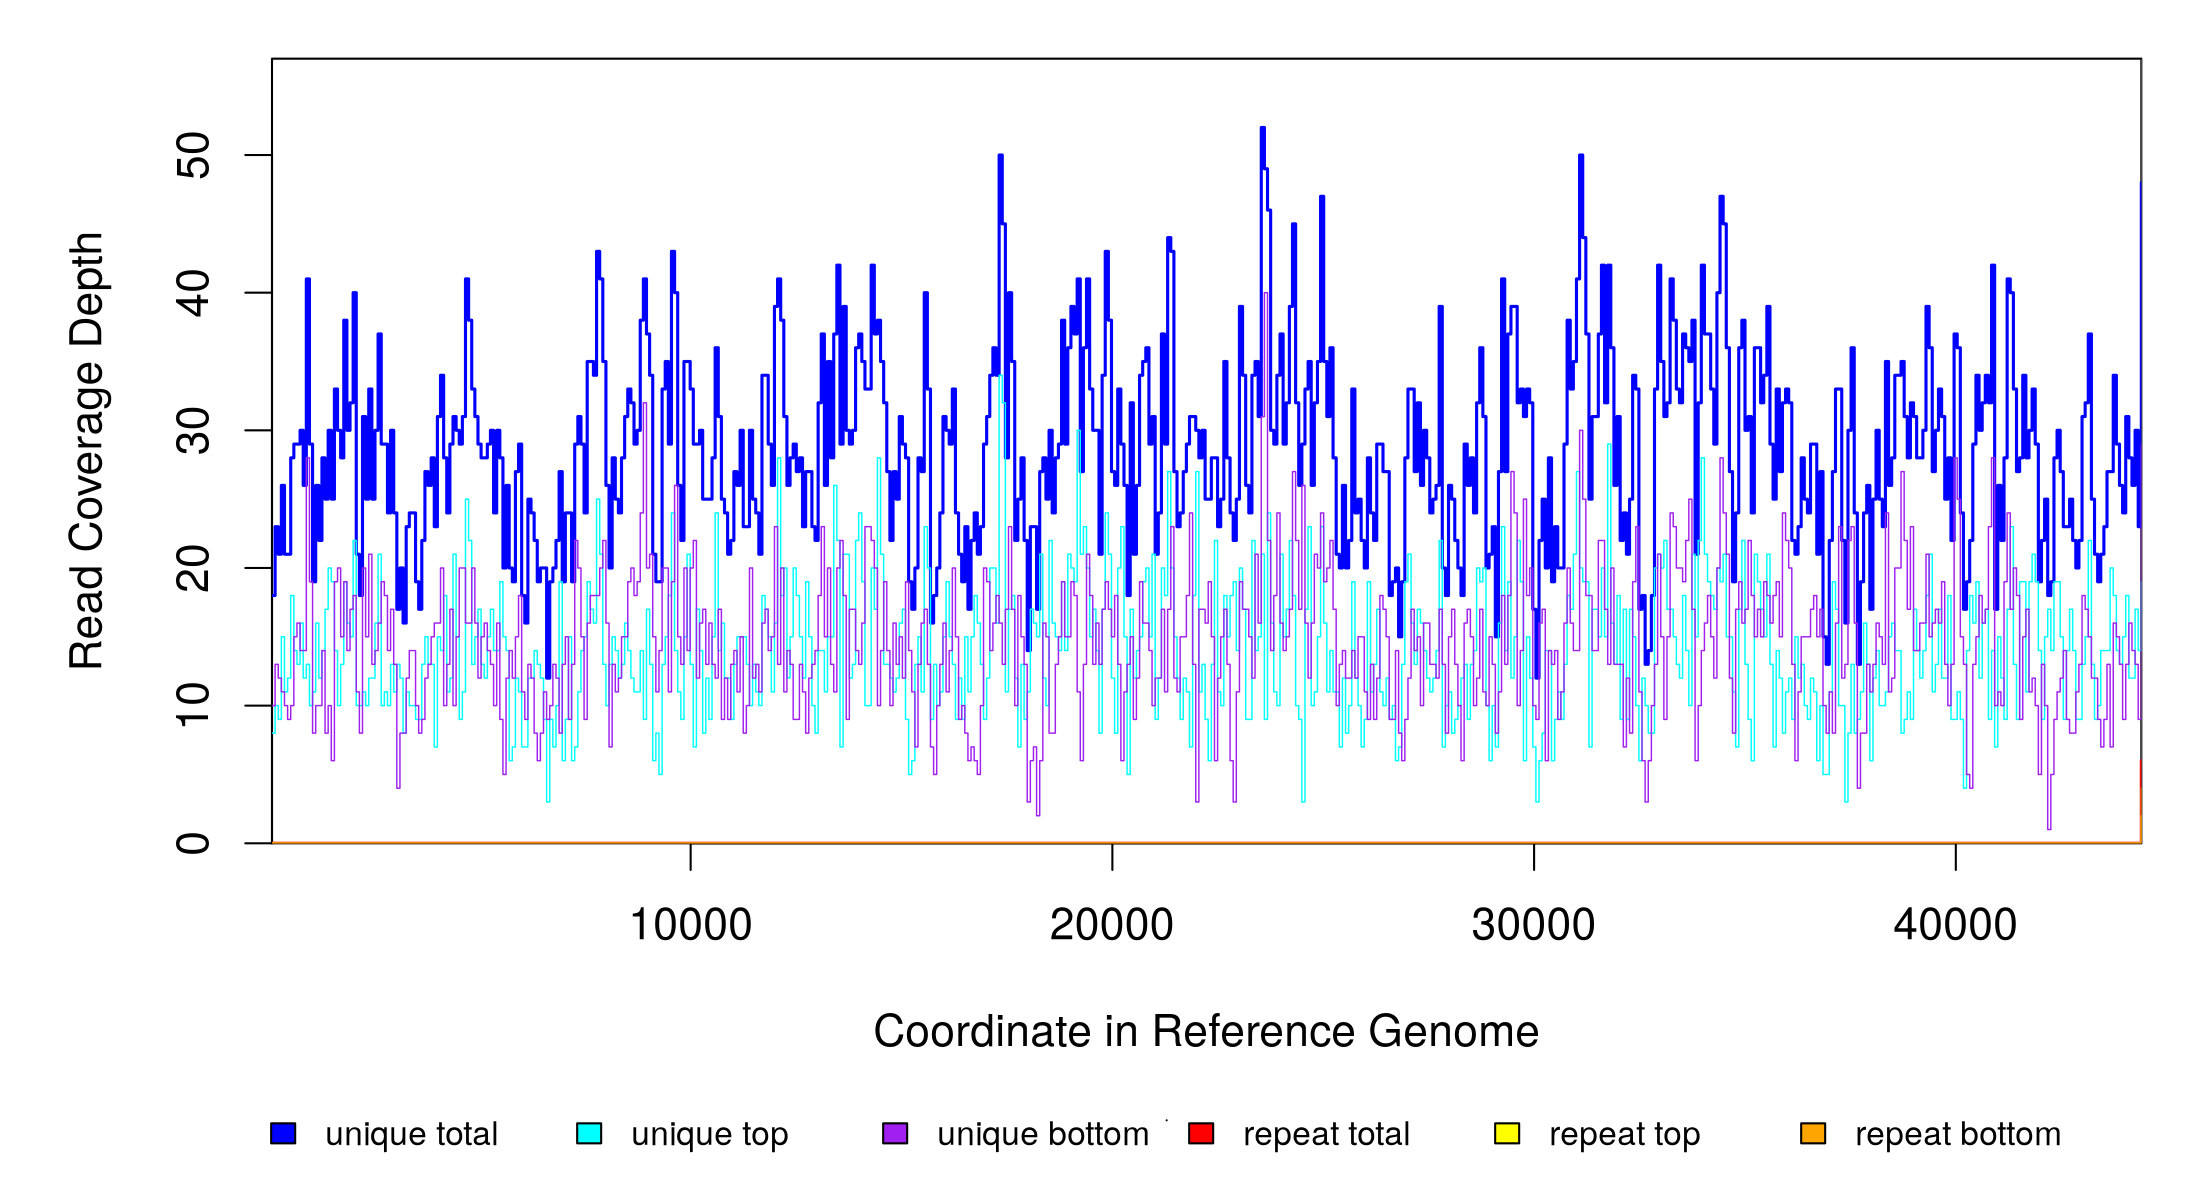 Read Coverage Depth
50
40
30
20
10
0
10000 20000 30000 40000
Coordinate in Reference Genome
unique total unique top unique bottom repeat total repeat top repeat bottom